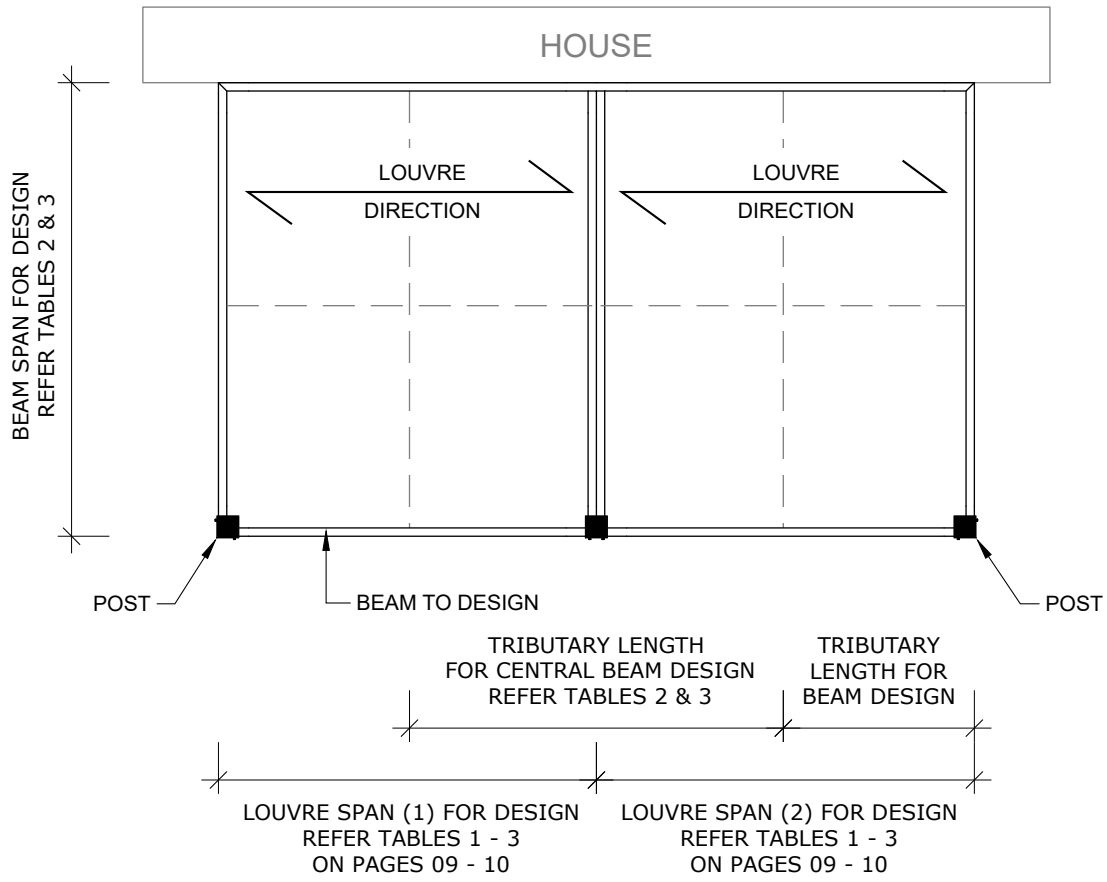 HOUSE
BEAM SPAN FOR DESIGN
REFER TABLES 2 & 3
LOUVRE
DIRECTION
LOUVRE
DIRECTION
POST
BEAM TO DESIGN
POST
TRIBUTARY LENGTH
FOR CENTRAL BEAM DESIGN
REFER TABLES 2 & 3
TRIBUTARY
LENGTH FOR
BEAM DESIGN
LOUVRE SPAN (1) FOR DESIGN
REFER TABLES 1 - 3
ON PAGES 09 - 10
LOUVRE SPAN (2) FOR DESIGN
REFER TABLES 1 - 3
ON PAGES 09 - 10